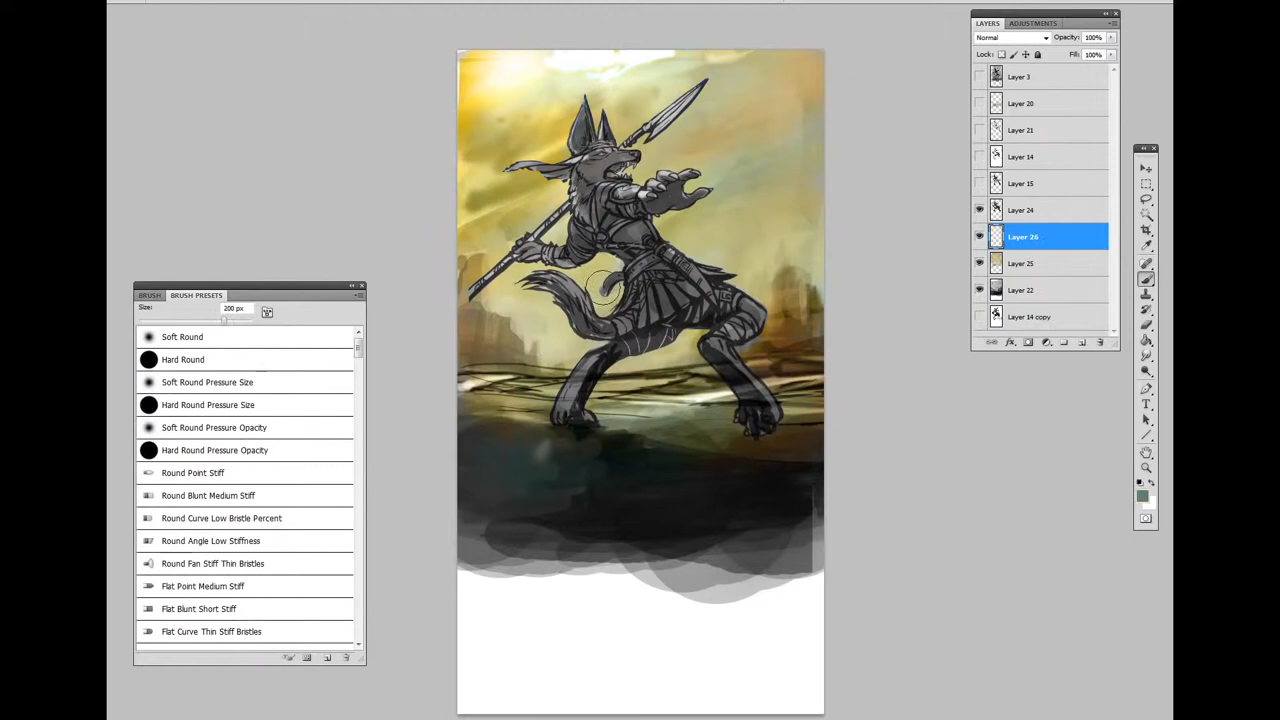 LAYERS ADJUSTMENTS
Normal Opacity: 100%
Lock: Fill: 100%
Layer 3
Layer 20
Layer 21
Layer 14
Layer 15
Layer 24
Layer 26
Layer 25
Layer 22
Layer 14 copy
BRUSH BRUSH PRESETS
Size: 200 px
Soft Round
Hard Round
Soft Round Pressure Size
Hard Round Pressure Size
Soft Round Pressure Opacity
Hard Round Pressure Opacity
Round Point Stiff
Round Blunt Medium Stiff
Round Curve Low Bristle Percent
Round Angle Low Stiffness
Round Fan Stiff Thin Bristles
Flat Point Medium Stiff
Flat Blunt Short Stiff
Flat Curve Thin Stiff Bristles